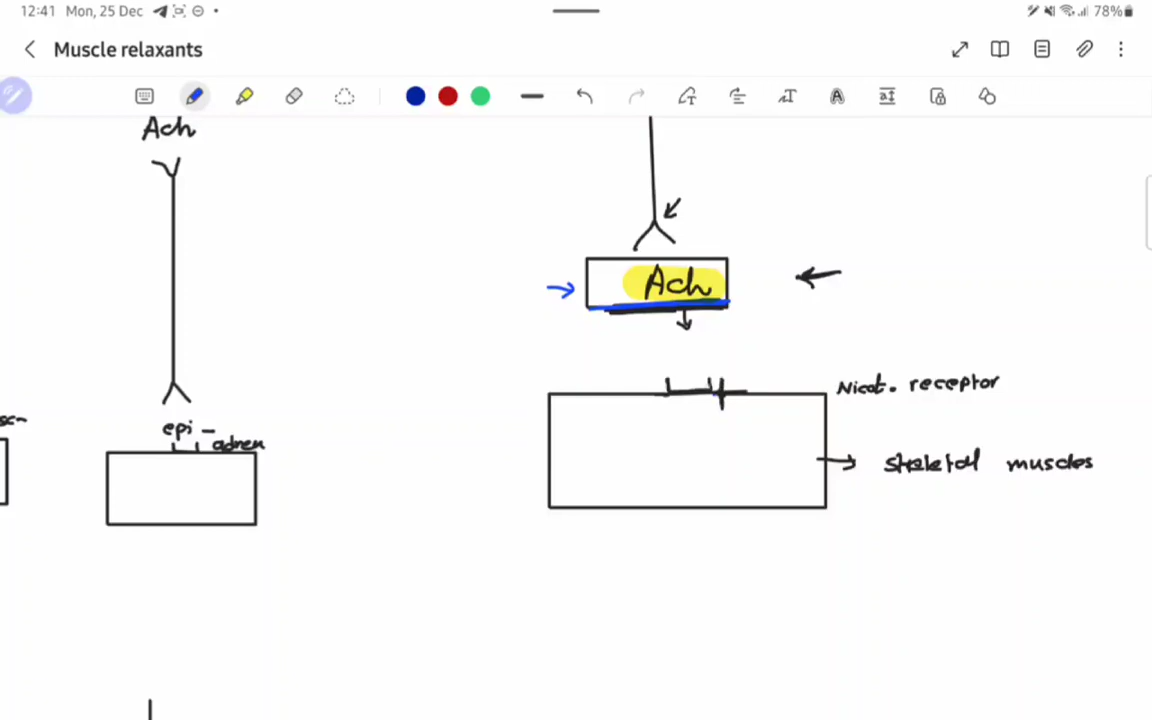 12:41 Mon, 25 Dec
78%
Muscle relaxants
Ach
Ach
Nicot. receptor
epi -
adren
skeletal muscles